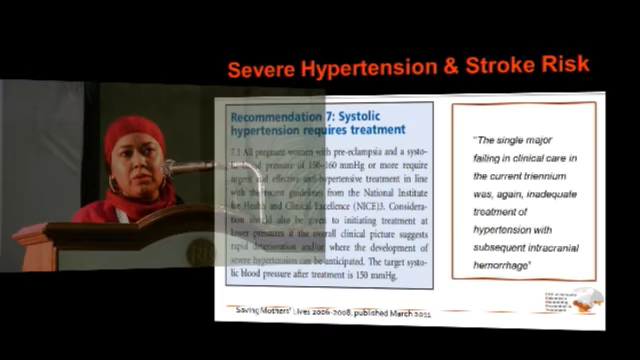 Severe Hypertension & Stroke Risk
Recommendation 7: Systolic
hypertension requires treatment
7.1 All pregnant women with pre-eclampsia and a systo-
lic blood pressure of 150-160 mmHg or more require
urgent and effective anti-hypertensive treatment in line
with the recent guidelines from the National Institute
for Health and Clinical Excellence (NICE)3. Considera-
tion should also be given to initiating treatment at
lower pressures if the overall clinical picture suggests
rapid deterioration and/or where the development of
severe hypertension can be anticipated. The target systo-
lic blood pressure after treatment is 150 mmHg.
"The single major
failing in clinical care in
the current triennium
was, again, inadequate
treatment of
hypertension with
subsequent intracranial
hemorrhage"
Saving Mothers' Lives 2006-2008, published March 2011